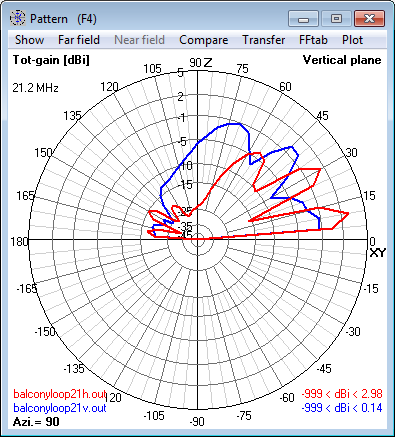 Pattern (F4)
Show Far field Near field Compare Transfer FFtab Plot
Tot-gain [dBi] Vertical plane
21.2 MHz
90 Z
105 75
120 60
135 45
150 30
165 15
180 0
XY
-165 -15
-150 -30
-135 -45
-120 -60
-105 -75
-90
5
2
-1
-5
-10
-15
-25
-35
-45
balconyloop21h.out -999 < dBi < 2.98
balconyloop21v.out -999 < dBi < 0.14
Azi.= 90